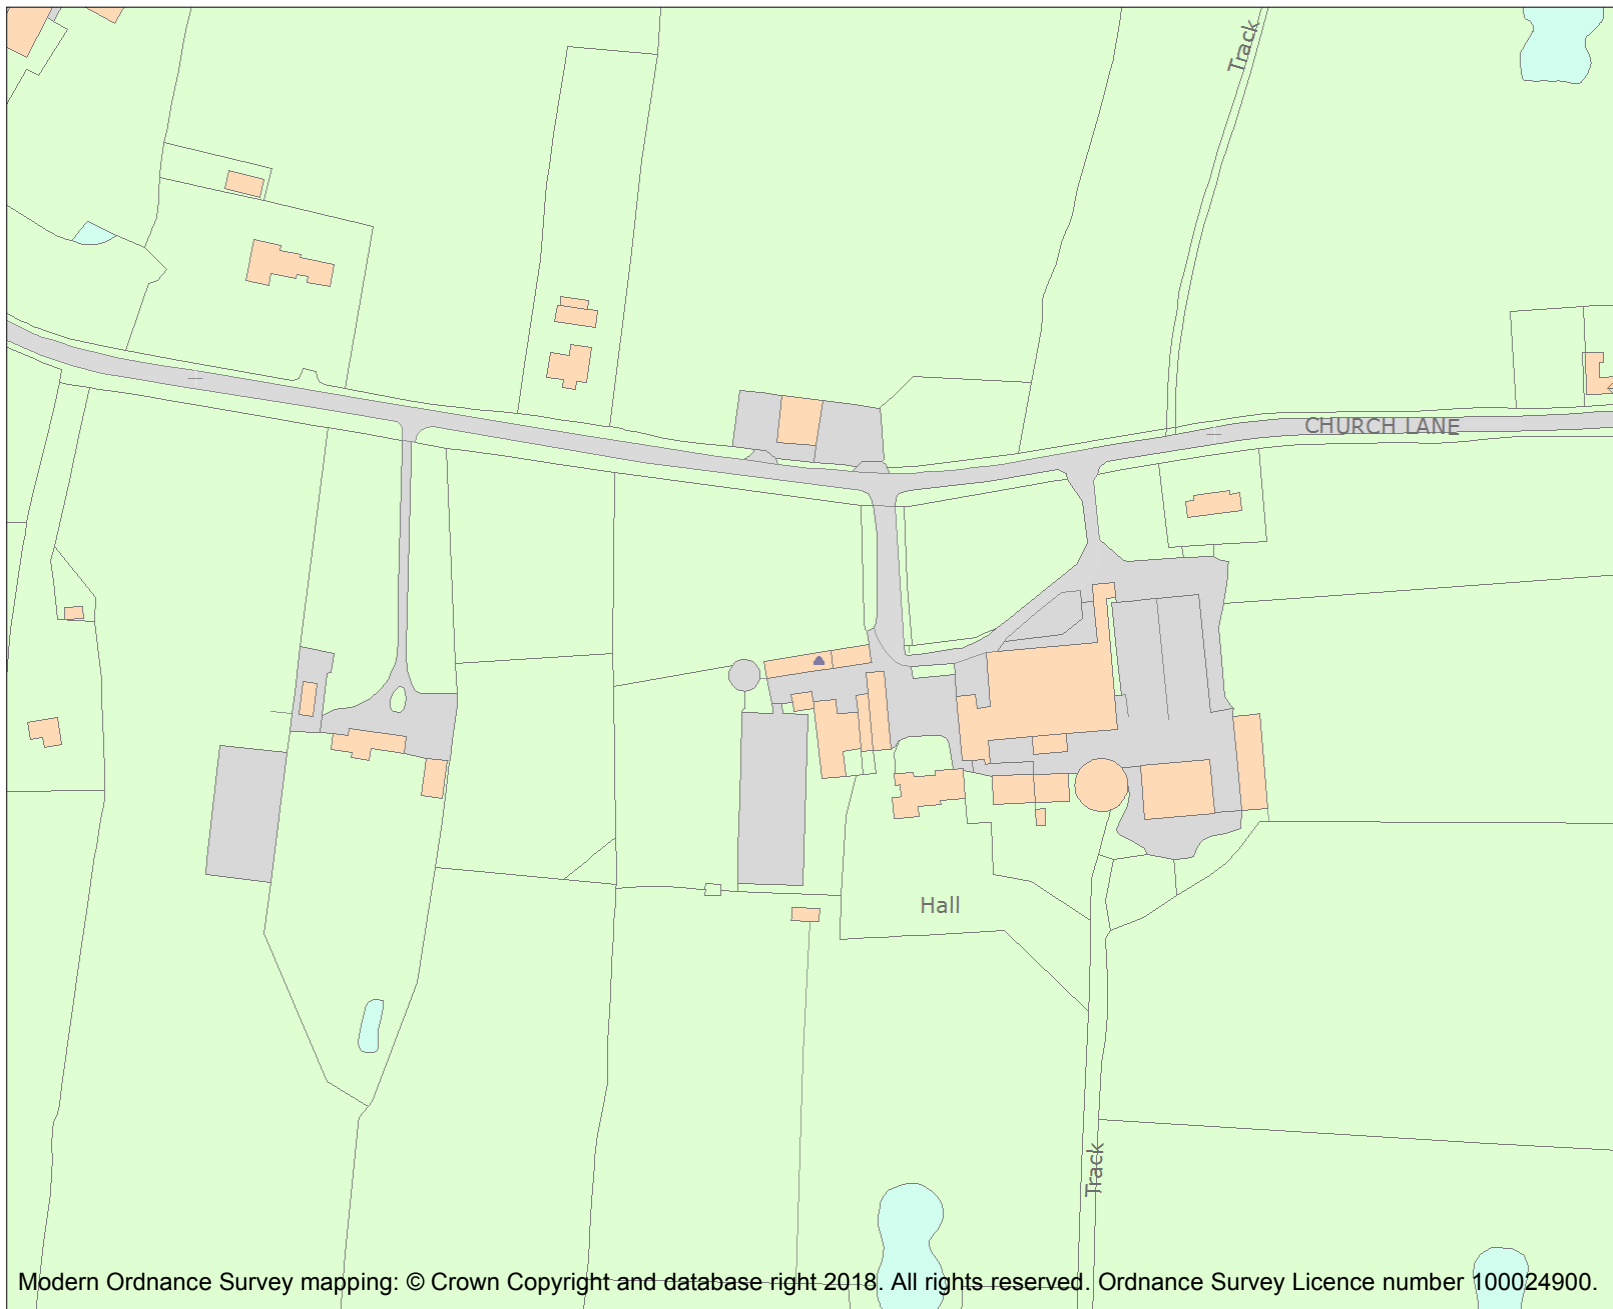 Track
CHURCH LANE
Hall
Track
Modern Ordnance Survey mapping: © Crown Copyright and database right 2018. All rights reserved. Ordnance Survey Licence number 100024900.